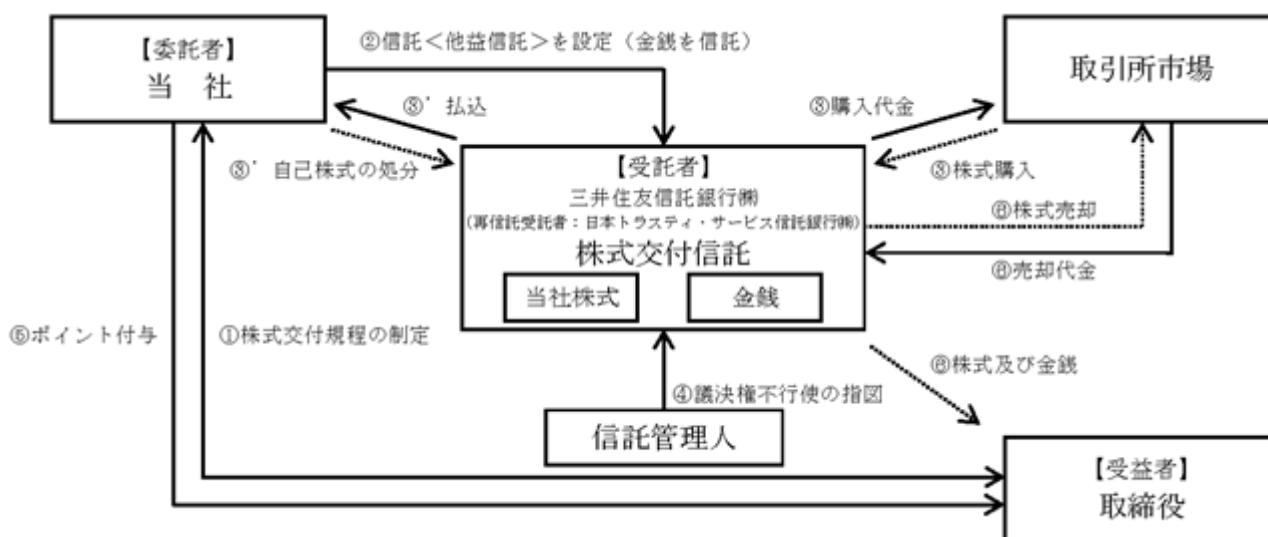 【委託者】
当 社
②信託<他益信託>を設定（金銭を信託）
取引所市場
③’払込
③購入代金
③’自己株式の処分
【受託者】
三井住友信託銀行㈱
(再信託受託者：日本トラスティ・サービス信託銀行㈱)
株式交付信託
当社株式
金銭
③株式購入
⑥株式売却
⑥売却代金
⑤ポイント付与
①株式交付規程の制定
④議決権不行使の指図
⑥株式及び金銭
信託管理人
【受益者】
取締役